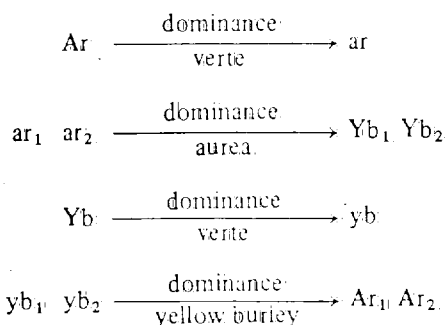 dominance
Ar → ar
verte
dominance
ar₁ ar₂ → Yb₁ Yb₂
aurea
dominance
Yb → yb
verte
dominance
yb₁ yb₂ → Ar₁ Ar₂
yellow burley